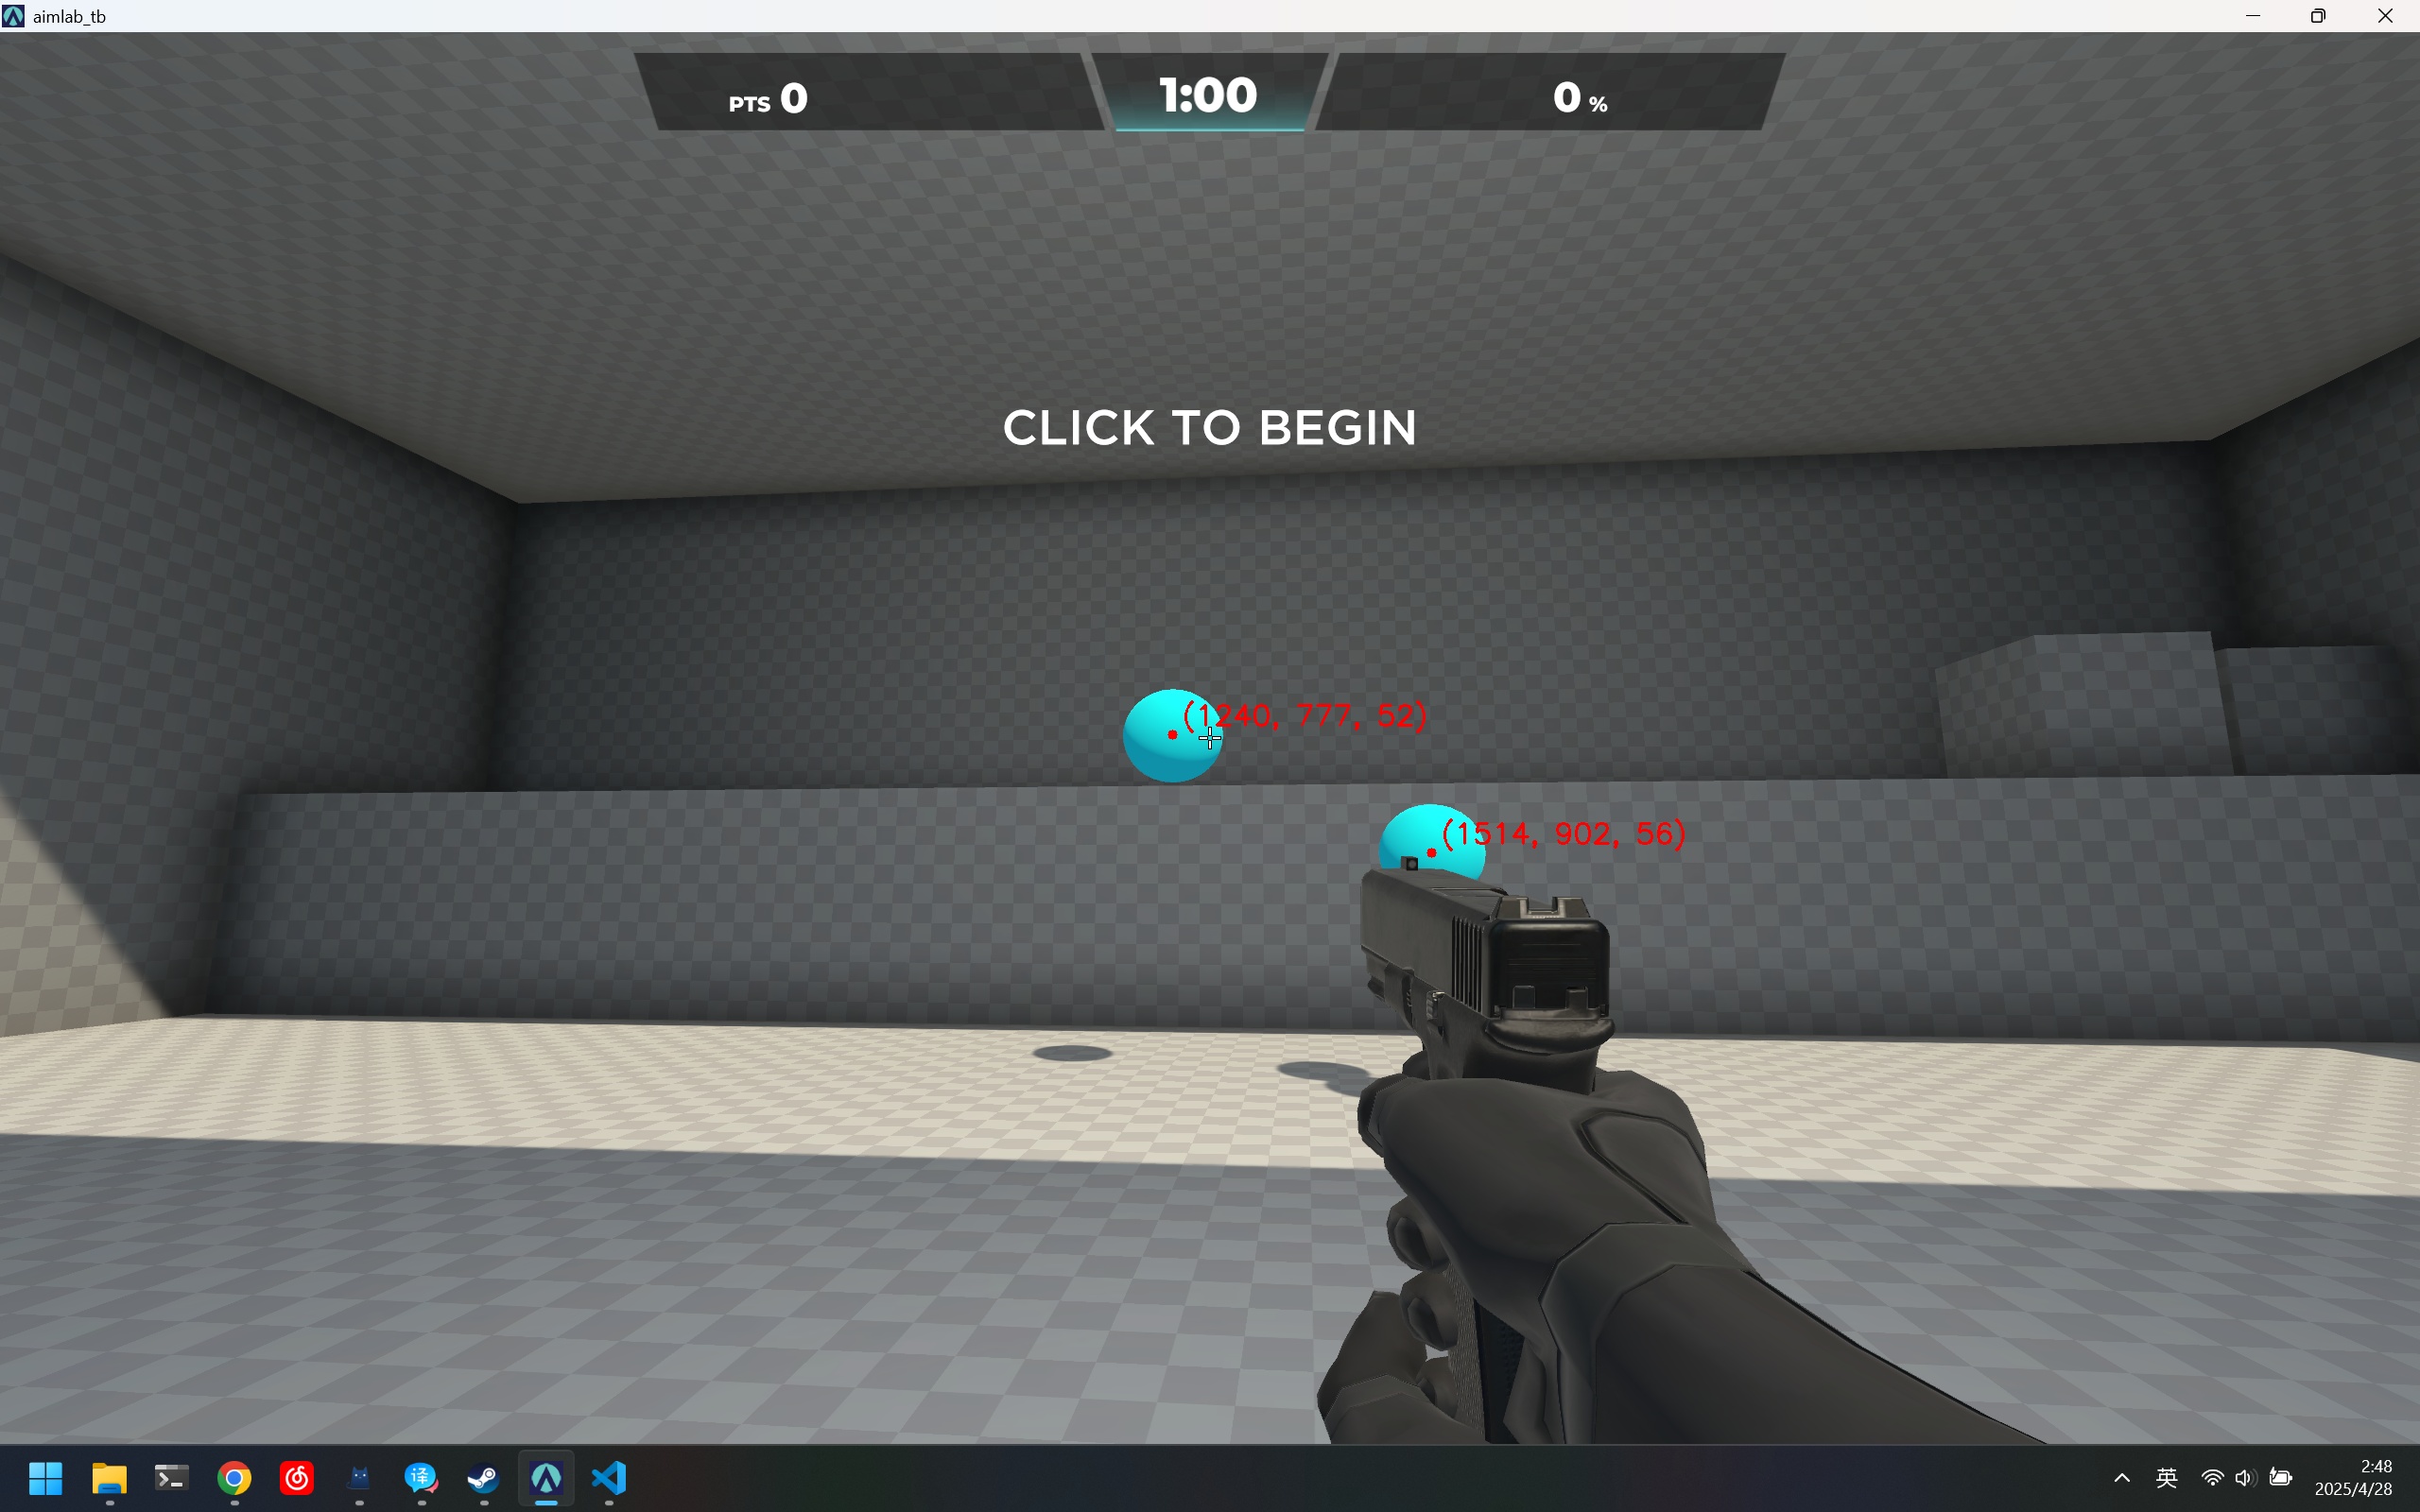 aimlab_tb
PTS 0
1:00
0 %
CLICK TO BEGIN
(1240, 777, 52)
(1514, 902, 56)
译
英
2:48
2025/4/28